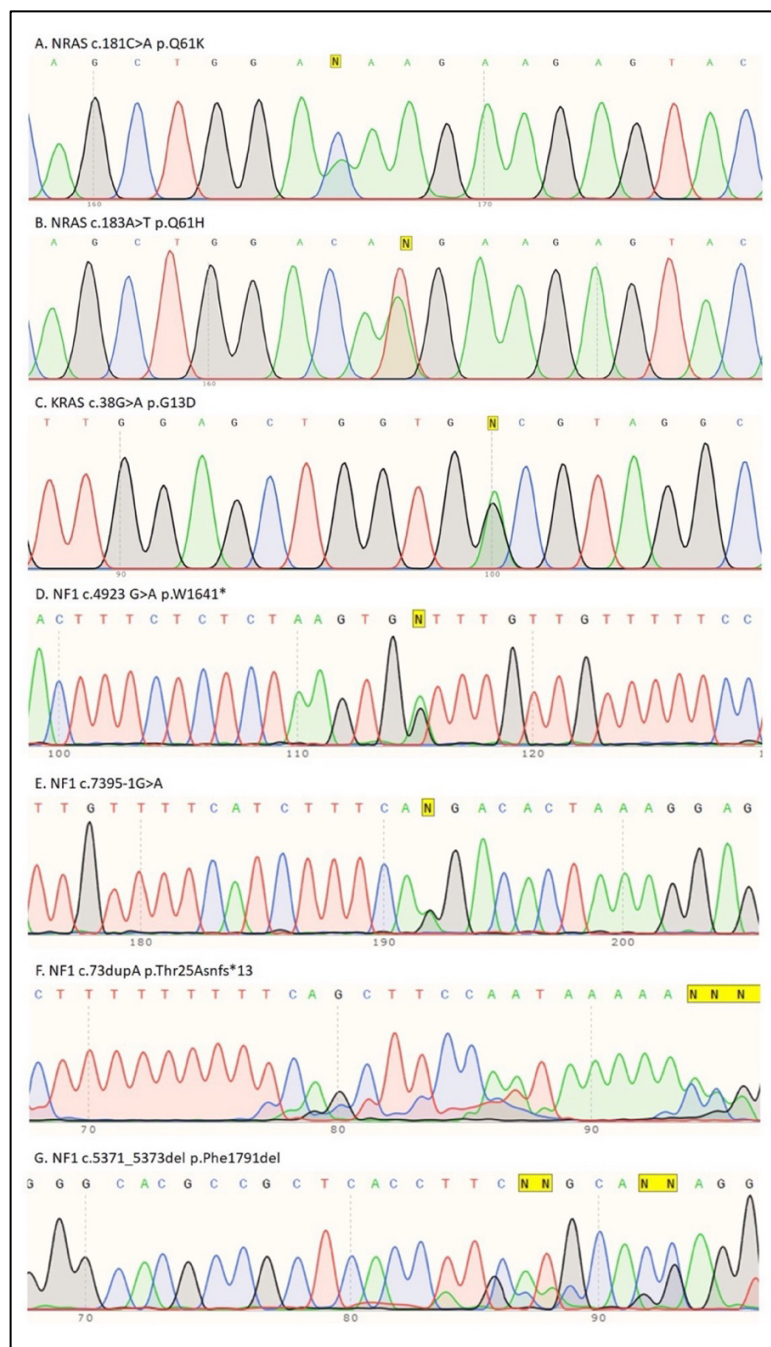 A. NRAS c.181C>A p.Q61K
A G C T G G A N A A G A A G A G T A C
160 170
B. NRAS c.183A>T p.Q61H
A G C T G G A C A N G A A G A G T A C
160
C. KRAS c.38G>A p.G13D
T T G G A G C T G G T G N C G T A G G C
90 100
D. NF1 c.4923 G>A p.W1641*
A C T T T C T C T C T A A G T G N T T T G T T G T T T T T C C
100 110 120 1
E. NF1 c.7395-1G>A
T T G T T T T C A T C T T T C A N G A C A C T A A A G G A G
180 190 200
F. NF1 c.73dupA p.Thr25Asnfs*13
C T T T T T T T T C A G C T T C C A A T A A A A A N N N
70 80 90
G. NF1 c.5371_5373del p.Phe1791del
G G G C A C G C C G C T C A C C T T C N N G C A N N A G G
70 80 90